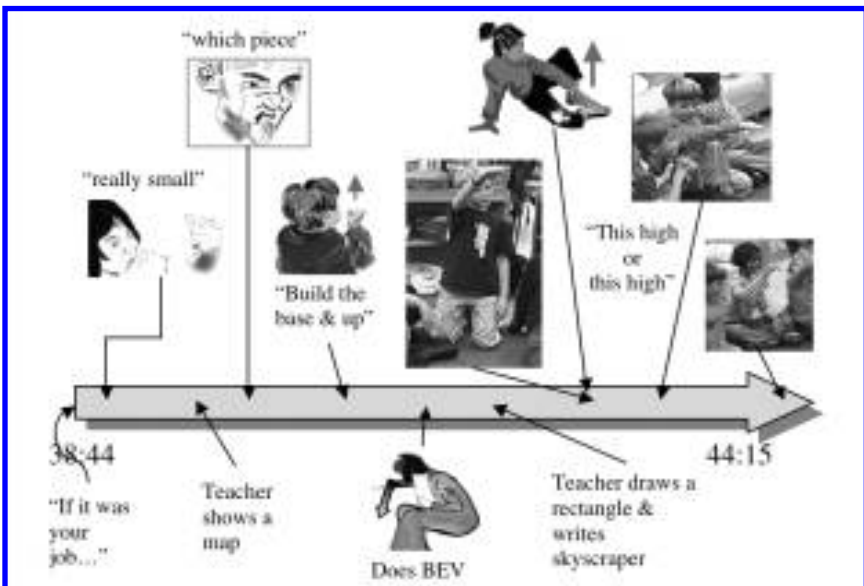 “which piece”
“really small”
“Build the
base & up”
“This high
or
this high”
38:44
44:15
“If it was
your
job…”
Teacher
shows a
map
Does BEV
Teacher draws a
rectangle &
writes
skyscraper